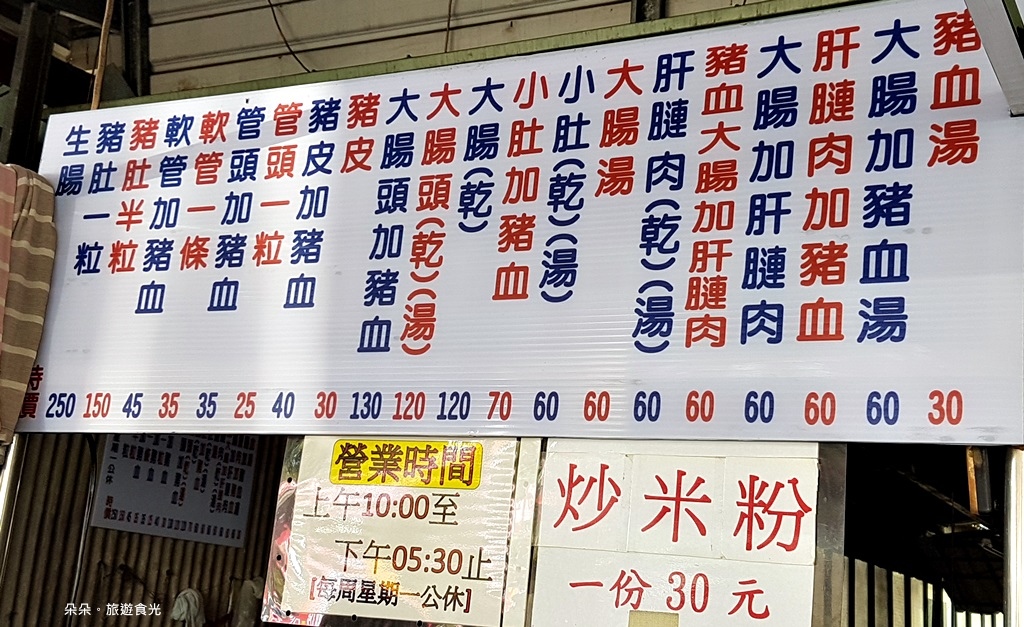 豬血湯 30
大腸加豬血湯 60
肝膁肉加豬血 60
大腸加肝膁肉 60
豬血大腸加肝膁肉 60
肝膁肉(乾)(湯) 60
大腸湯 60
小肚(乾)(湯) 60
小肚加豬血 70
大腸(乾) 120
大腸頭(乾)(湯) 120
大腸頭加豬血 130
豬皮 30
豬皮加豬血 40
管頭一粒 25
管頭加豬血 35
軟管一條 35
軟管加豬血 45
豬肚半粒 150
豬肚一粒 250
生腸 時價
營業時間
上午10:00至
下午05:30止
[每周星期一公休]
炒米粉
一份30元
朵朵。旅遊食光